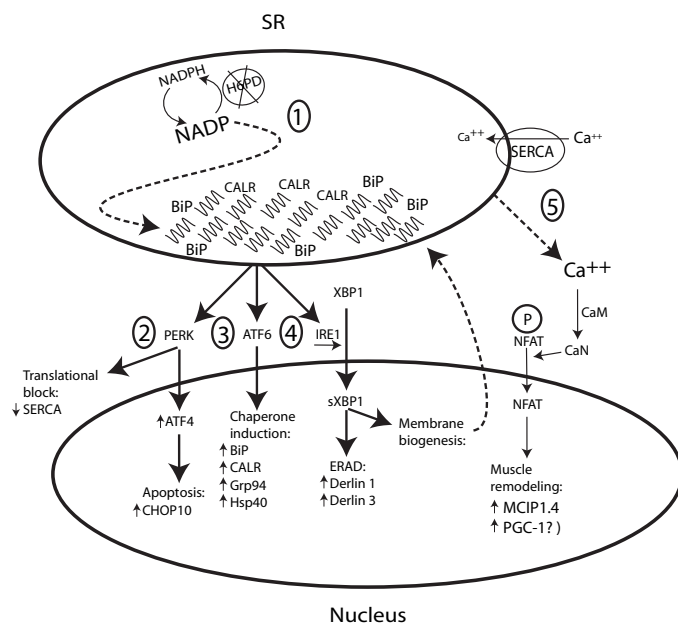 SR
NADPH
H6PD
NADP
1
Ca++
SERCA
Ca++
BiP
CALR
CALR
CALR
BiP
BiP
BiP
5
Ca++
XBP1
2
PERK
3
ATF6
4
IRE1
P
NFAT
CaM
CaN
Translational
block:
↓ SERCA
↑ATF4
Chaperone
induction:
↑ BiP
↑ CALR
↑ Grp94
↑ Hsp40
sXBP1
Membrane
biogenesis:
NFAT
Apoptosis:
↑ CHOP10
ERAD:
↑ Derlin 1
↑ Derlin 3
Muscle
remodeling:
↑ MCIP1.4
↑ PGC-1? )
Nucleus